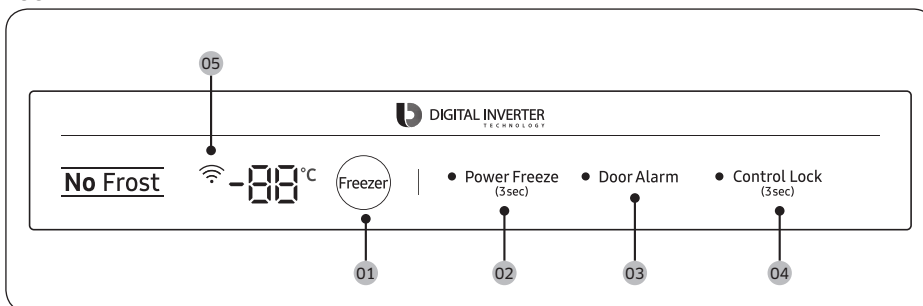 05
DIGITAL INVERTER
TECHNOLOGY
No Frost
-88°C
Freezer
Power Freeze
(3sec)
Door Alarm
Control Lock
(3sec)
01
02
03
04